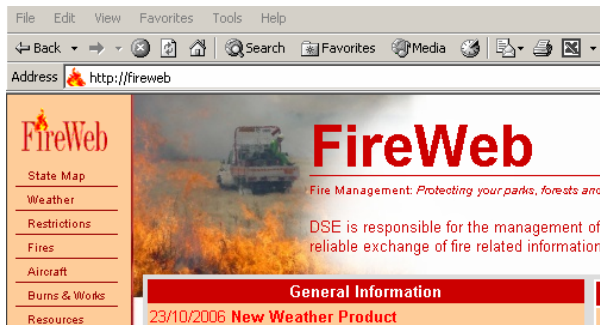 File Edit View Favorites Tools Help
Back Search Favorites Media
Address http://fireweb
FireWeb
State Map
Weather
Restrictions
Fires
Aircraft
Burns & Works
Resources
FireWeb
Fire Management: Protecting your parks, forests and
DSE is responsible for the management of
reliable exchange of fire related information
General Information
23/10/2006 New Weather Product